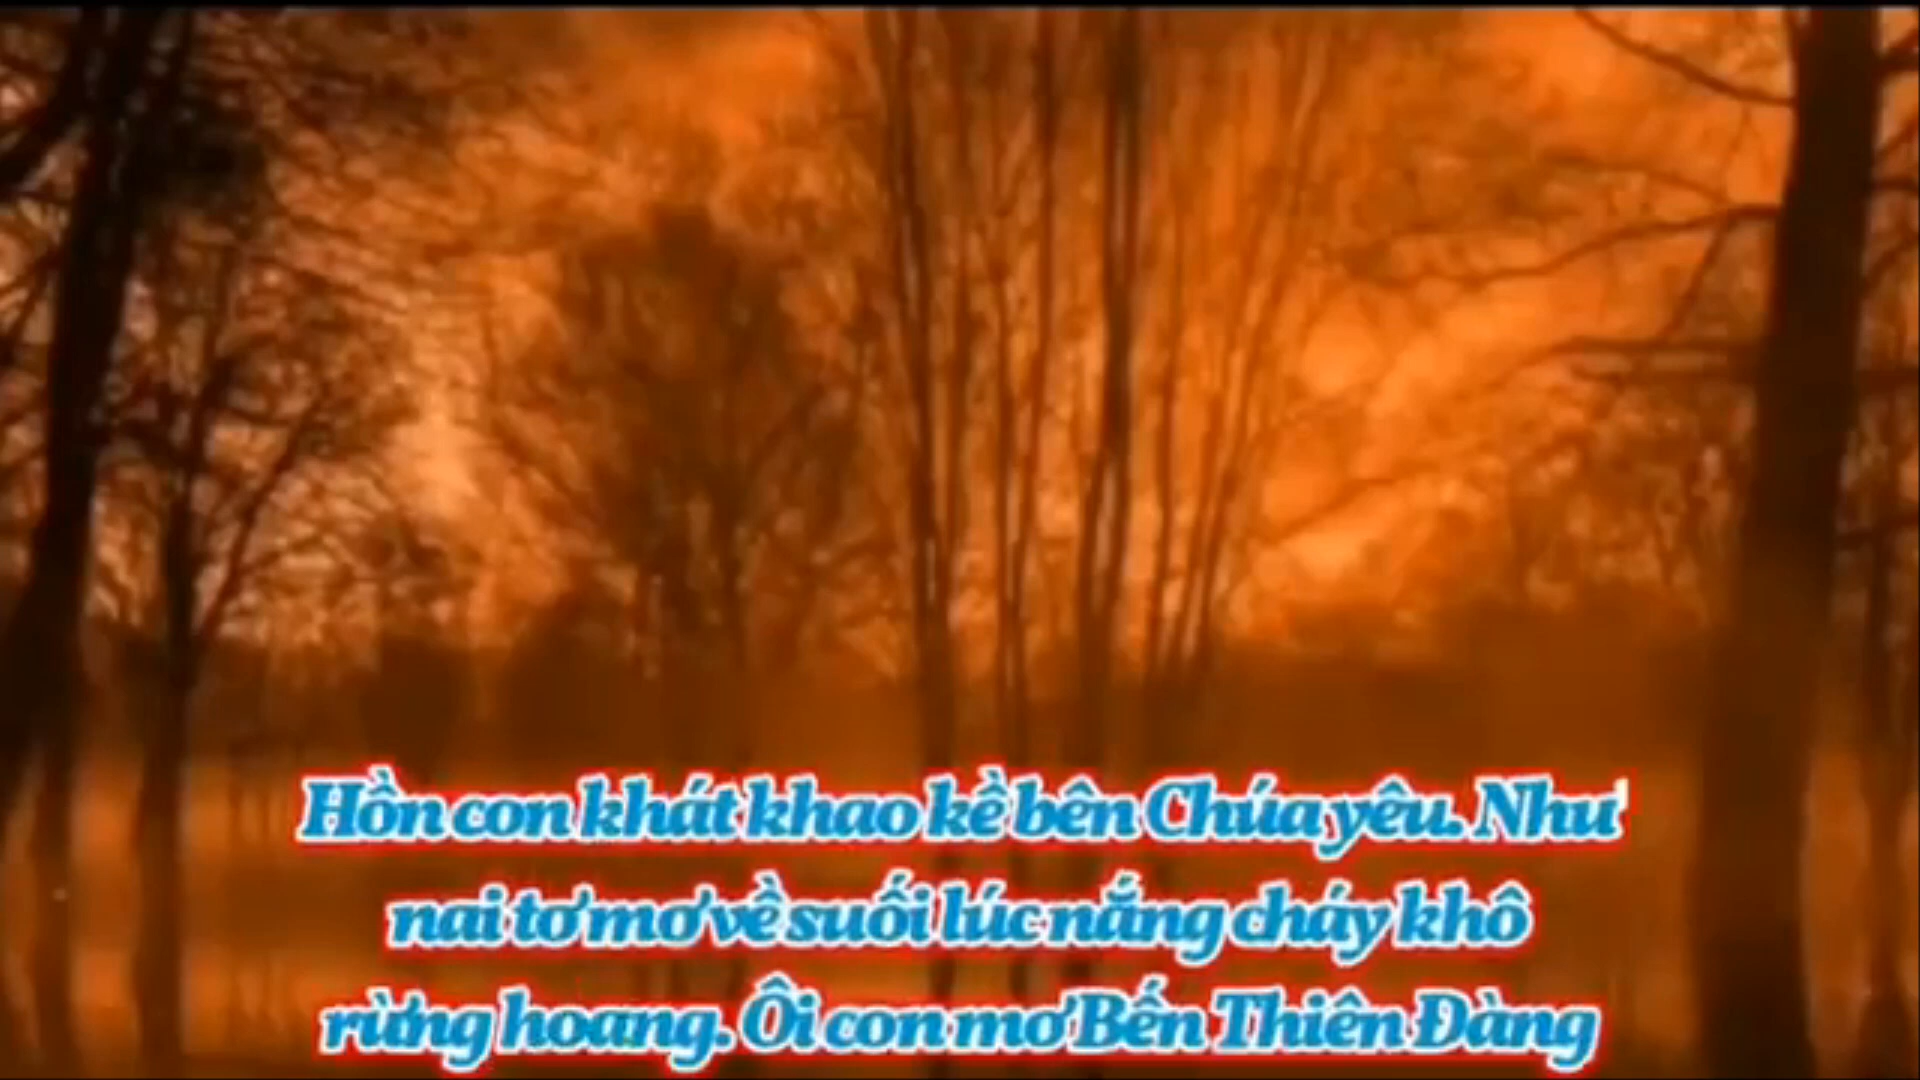 Hồn con khát khao kề bên Chúa yêu. Như
nai tơ mơ về suối lúc nắng cháy khô
rừng hoang. Ôi con mơ Bến Thiên Đàng